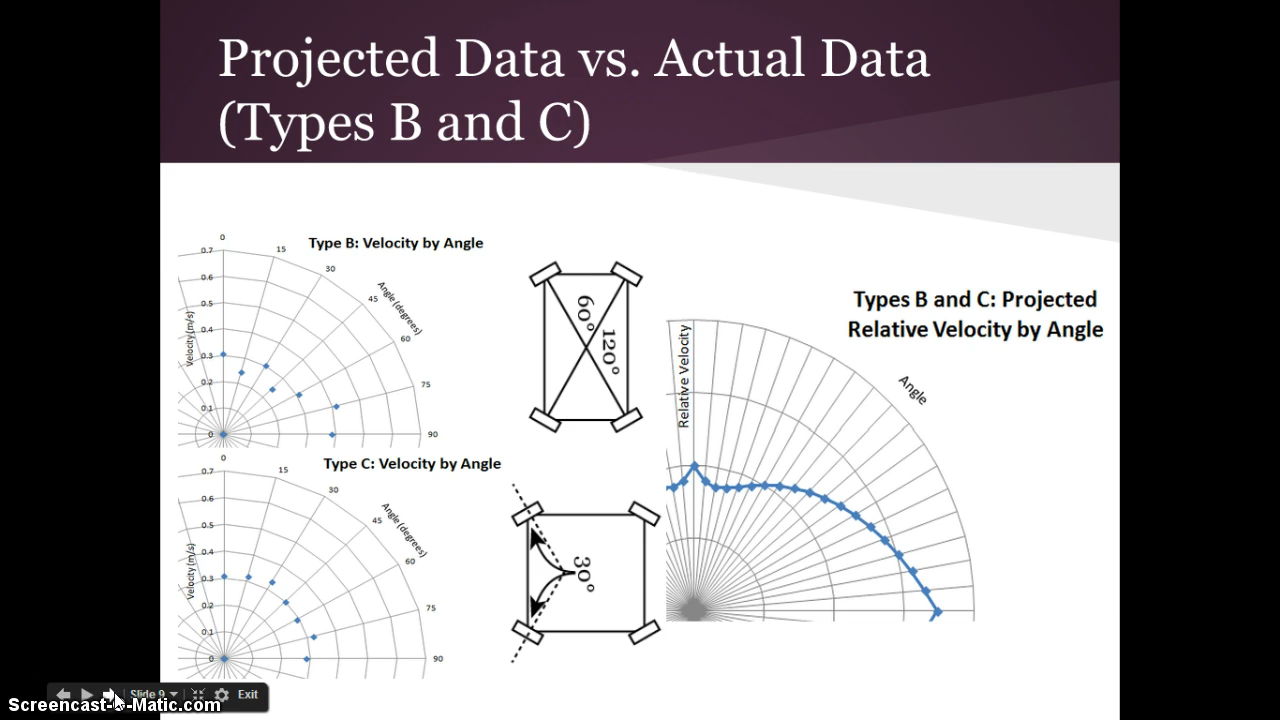 Projected Data vs. Actual Data
(Types B and C)
Type B: Velocity by Angle
0
15
30
45
60
75
90
Angle (degrees)
Velocity (m/s)
0.7
0.6
0.5
0.4
0.3
0.2
0.1
0
60°
120°
Types B and C: Projected
Relative Velocity by Angle
Relative Velocity
Angle
Type C: Velocity by Angle
0
15
30
45
60
75
90
Angle (degrees)
Velocity (m/s)
0.7
0.6
0.5
0.4
0.3
0.2
0.1
0
30°
Slide 9
Exit
Screencast-O-Matic.com